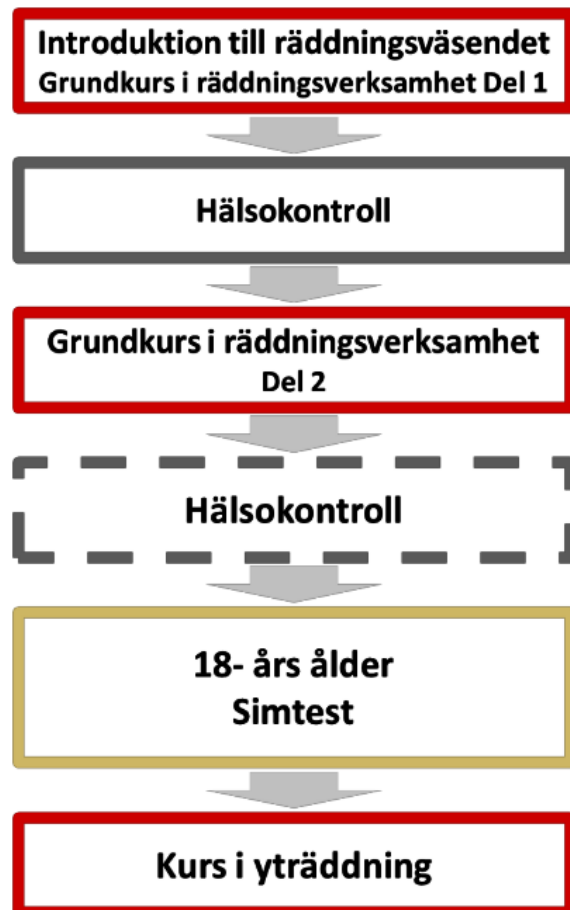 Introduktion till räddningsväsendet
Grundkurs i räddningsverksamhet Del 1
Hälsokontroll
Grundkurs i räddningsverksamhet
Del 2
Hälsokontroll
18- års ålder
Simtest
Kurs i yträddning